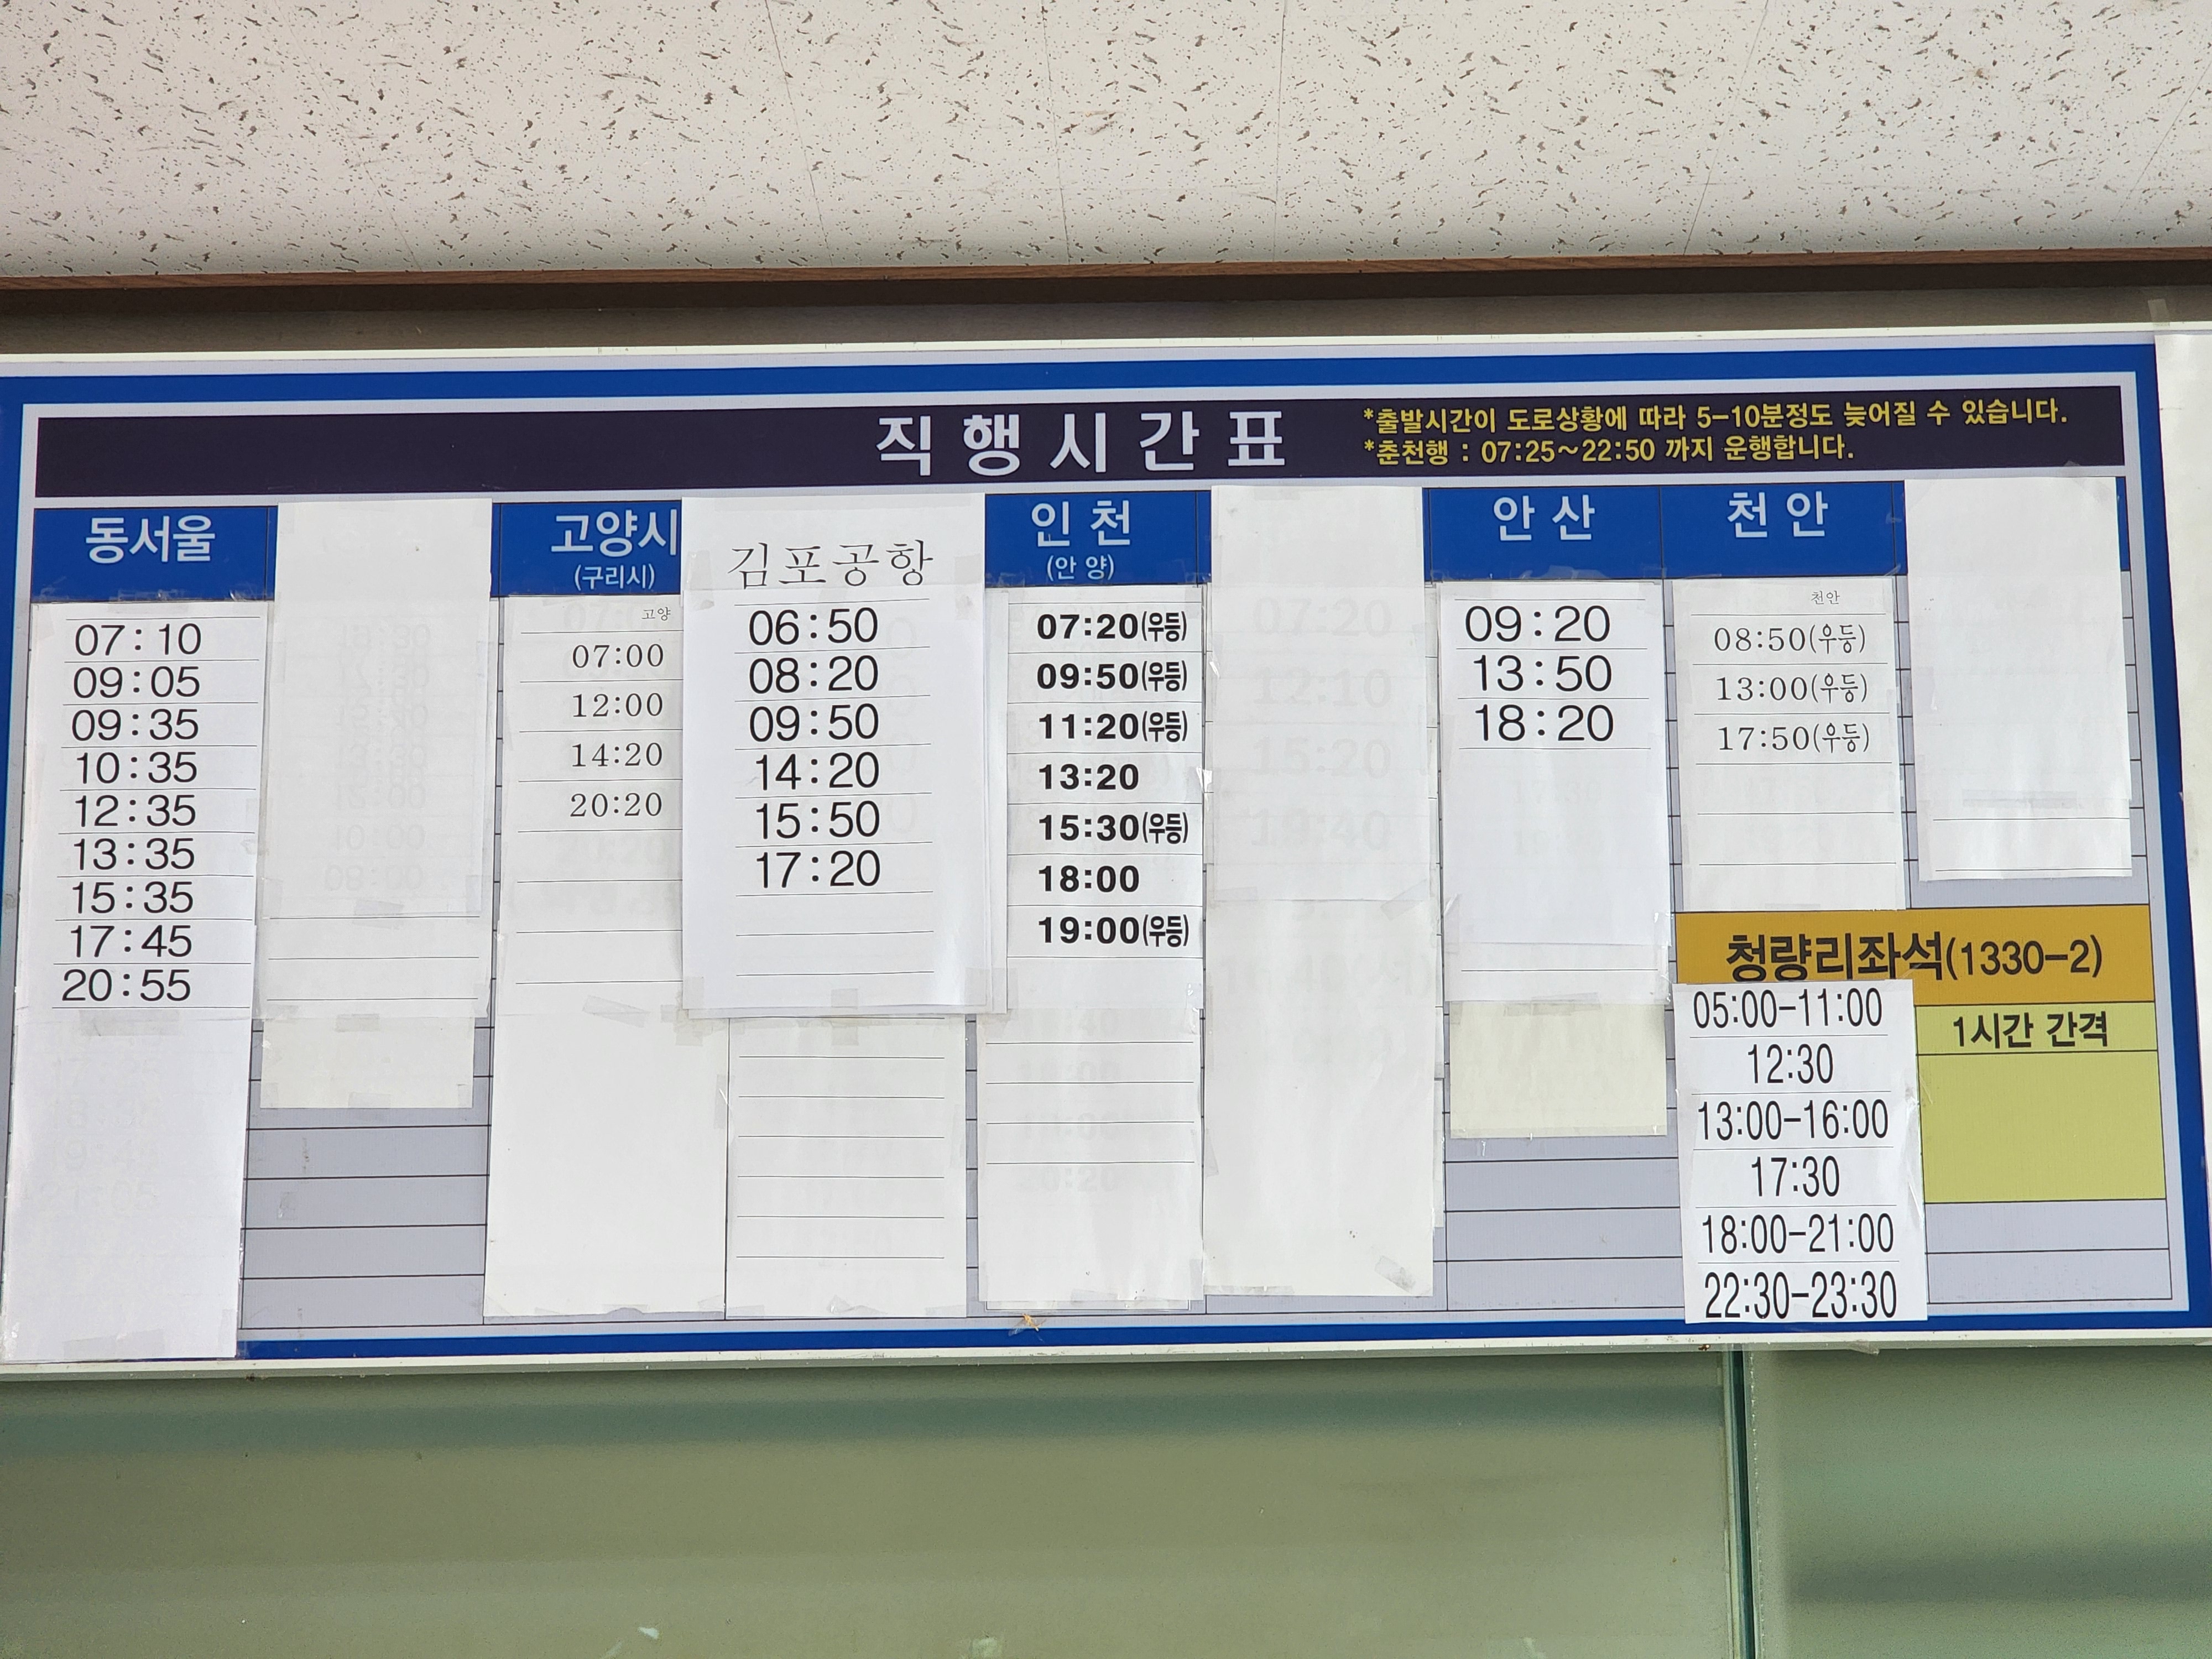 직행시간표
*출발시간이 도로상황에 따라 5-10분정도 늦어질 수 있습니다.
*춘천행 : 07:25~22:50 까지 운행합니다.
동서울
07:10
09:05
09:35
10:35
12:35
13:35
15:35
17:45
20:55
고양시
(구리시)
고양
07:00
12:00
14:20
20:20
김포공항
06:50
08:20
09:50
14:20
15:50
17:20
인천
(안양)
07:20(우등)
09:50(우등)
11:20(우등)
13:20
15:30(우등)
18:00
19:00(우등)
안산
09:20
13:50
18:20
천안
천안
08:50(우등)
13:00(우등)
17:50(우등)
청량리좌석(1330-2)
05:00-11:00
12:30
13:00-16:00
17:30
18:00-21:00
22:30-23:30
1시간 간격